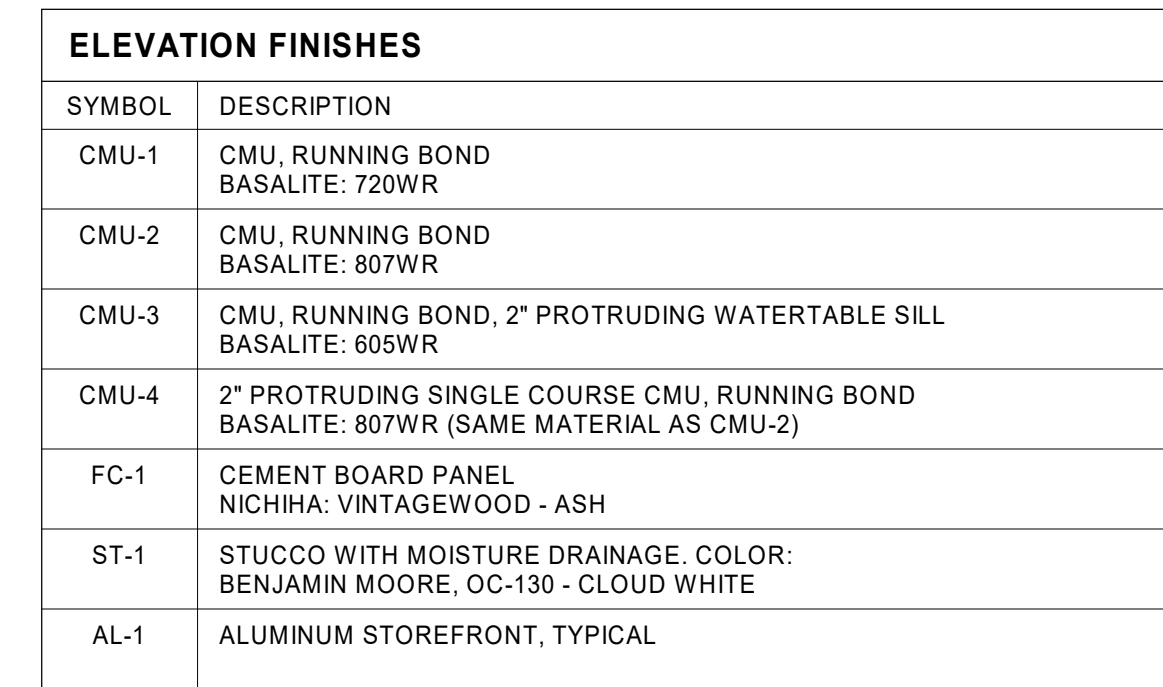 ELEVATION FINISHES
SYMBOL DESCRIPTION
CMU-1 CMU, RUNNING BOND
BASALITE: 720WR
CMU-2 CMU, RUNNING BOND
BASALITE: 807WR
CMU-3 CMU, RUNNING BOND, 2" PROTRUDING WATERTABLE SILL
BASALITE: 605WR
CMU-4 2" PROTRUDING SINGLE COURSE CMU, RUNNING BOND
BASALITE: 807WR (SAME MATERIAL AS CMU-2)
FC-1 CEMENT BOARD PANEL
NICHIHA: VINTAGEWOOD - ASH
ST-1 STUCCO WITH MOISTURE DRAINAGE. COLOR:
BENJAMIN MOORE, OC-130 - CLOUD WHITE
AL-1 ALUMINUM STOREFRONT, TYPICAL